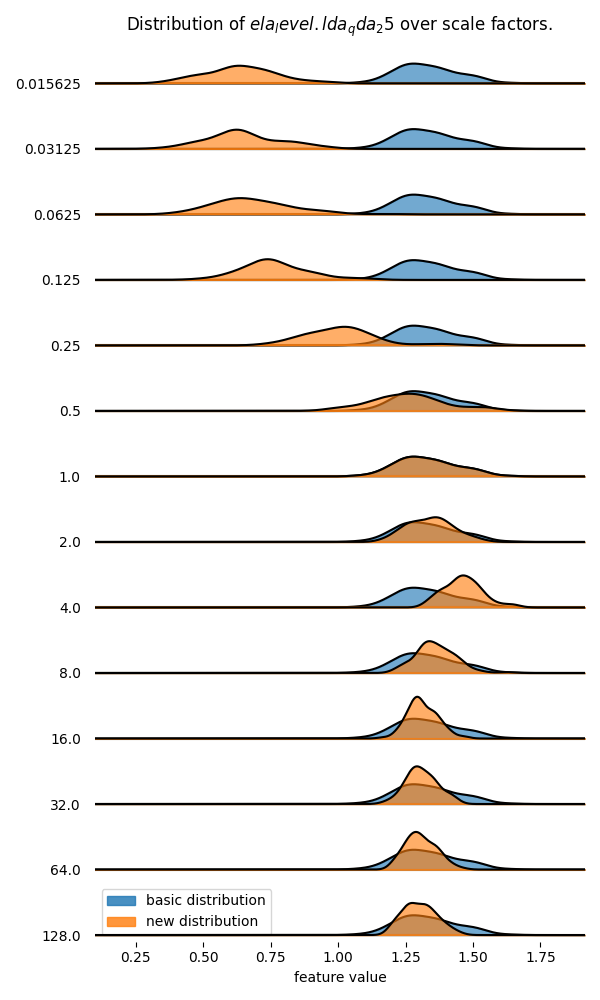 Distribution of elaₗevel.lda_qda₂5 over scale factors.
0.015625
0.03125
0.0625
0.125
0.25
0.5
1.0
2.0
4.0
8.0
16.0
32.0
64.0
128.0
basic distribution
new distribution
0.25 0.50 0.75 1.00 1.25 1.50 1.75
feature value